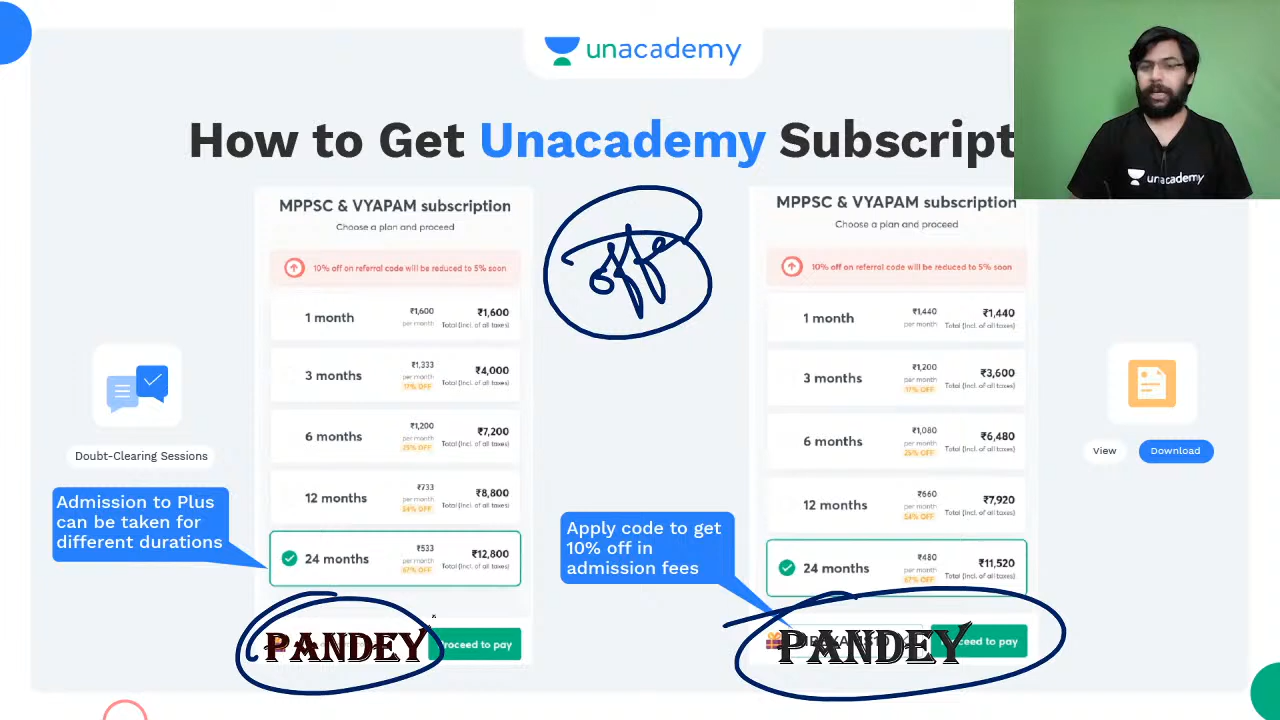 unacademy
How to Get Unacademy Subscript
unacademy
MPPSC & VYAPAM subscription
Choose a plan and proceed
10% off on referral code will be reduced to 5% soon
1 month ₹1,600 ₹1,600
per month Total (Incl. of all taxes)
3 months ₹1,333 ₹4,000
per month Total (Incl. of all taxes)
17% OFF
6 months ₹1,200 ₹7,200
per month Total (Incl. of all taxes)
25% OFF
12 months ₹733 ₹8,800
per month Total (Incl. of all taxes)
54% OFF
24 months ₹533 ₹12,800
per month Total (Incl. of all taxes)
67% OFF
PANDEY
oceed to pay
MPPSC & VYAPAM subscription
Choose a plan and proceed
10% off on referral code will be reduced to 5% soon
1 month ₹1,440 ₹1,440
per month Total (Incl. of all taxes)
3 months ₹1,200 ₹3,600
per month Total (Incl. of all taxes)
17% OFF
6 months ₹1,080 ₹6,480
per month Total (Incl. of all taxes)
25% OFF
12 months ₹660 ₹7,920
per month Total (Incl. of all taxes)
54% OFF
24 months ₹480 ₹11,520
per month Total (Incl. of all taxes)
67% OFF
PANDEY
eed to pay
Doubt-Clearing Sessions
Admission to Plus
can be taken for
different durations
Apply code to get
10% off in
admission fees
View Download